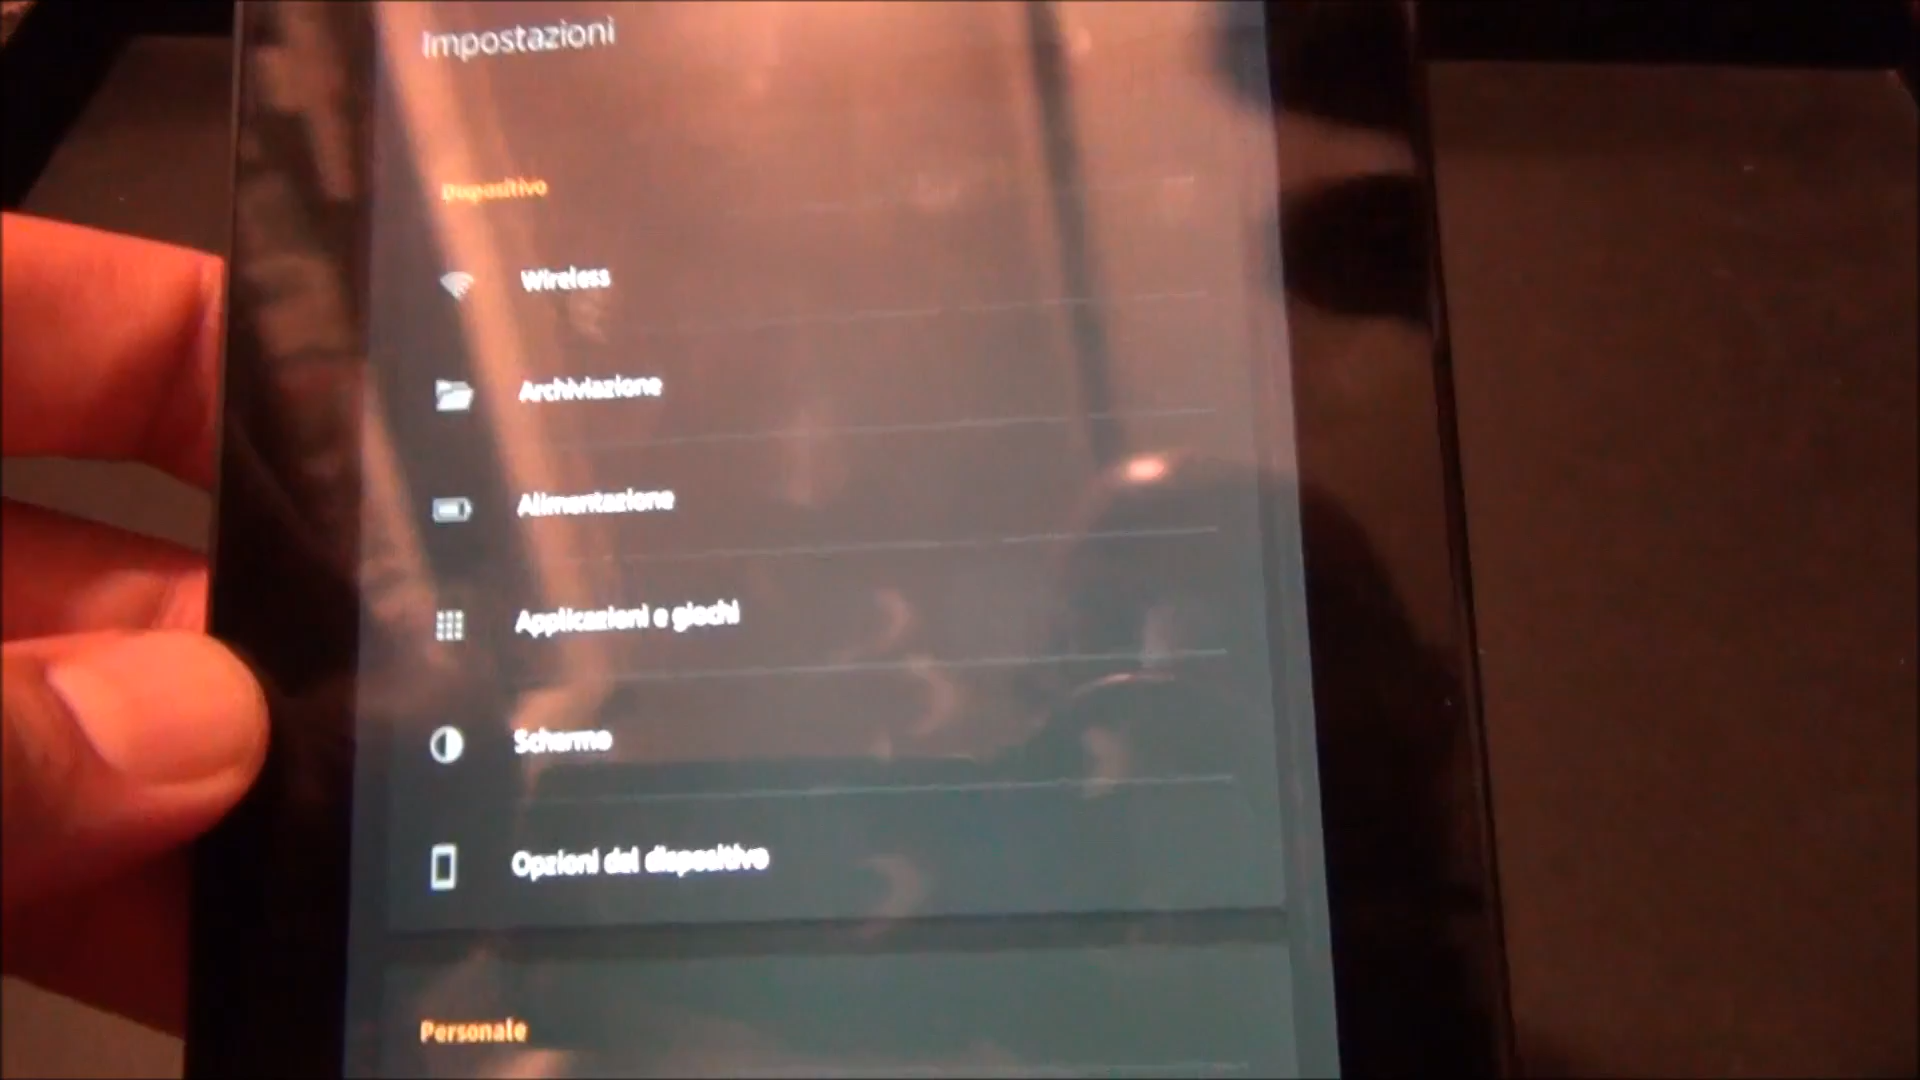 Impostazioni
Dispositivo
Wireless
Archiviazione
Alimentazione
Applicazioni e giochi
Schermo
Opzioni del dispositivo
Personale